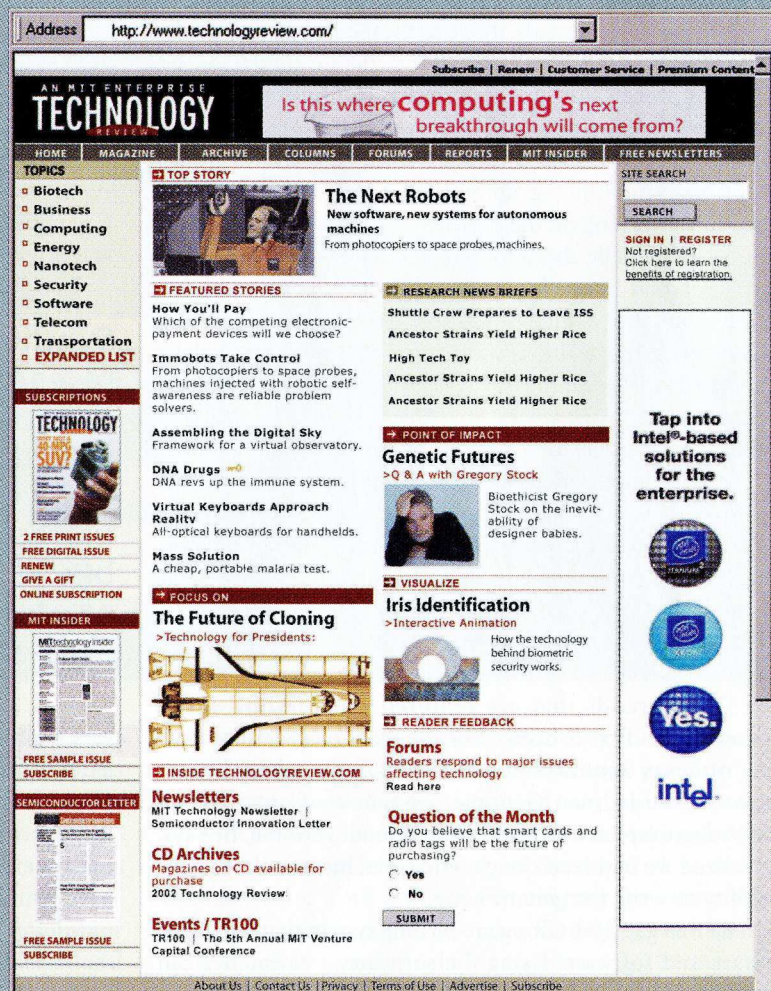 Address http://www.technologyreview.com/
Subscribe | Renew | Customer Service | Premium Content
AN MIT ENTERPRISE
TECHNOLOGY
REVIEW
Is this where computing's next
breakthrough will come from?
HOME MAGAZINE ARCHIVE COLUMNS FORUMS REPORTS MIT INSIDER FREE NEWSLETTERS
TOPICS
Biotech
Business
Computing
Energy
Nanotech
Security
Software
Telecom
Transportation
EXPANDED LIST
SUBSCRIPTIONS
TECHNOLOGY
40-MPG
SUV?
2 FREE PRINT ISSUES
FREE DIGITAL ISSUE
RENEW
GIVE A GIFT
ONLINE SUBSCRIPTION
MIT INSIDER
MIT technology insider
FREE SAMPLE ISSUE
SUBSCRIBE
SEMICONDUCTOR LETTER
FREE SAMPLE ISSUE
SUBSCRIBE
TOP STORY
The Next Robots
New software, new systems for autonomous
machines
From photocopiers to space probes, machines,
FEATURED STORIES
How You'll Pay
Which of the competing electronic-
payment devices will we choose?
Immobots Take Control
From photocopiers to space probes,
machines injected with robotic self-
awareness are reliable problem
solvers.
Assembling the Digital Sky
Framework for a virtual observatory.
DNA Drugs
DNA revs up the immune system.
Virtual Keyboards Approach
Reality
All-optical keyboards for handhelds.
Mass Solution
A cheap, portable malaria test.
FOCUS ON
The Future of Cloning
>Technology for Presidents:
INSIDE TECHNOLOGYREVIEW.COM
Newsletters
MIT Technology Newsletter |
Semiconductor Innovation Letter
CD Archives
Magazines on CD available for
purchase
2002 Technology Review
Events / TR100
TR100 | The 5th Annual MIT Venture
Capital Conference
RESEARCH NEWS BRIEFS
Shuttle Crew Prepares to Leave ISS
Ancestor Strains Yield Higher Rice
High Tech Toy
Ancestor Strains Yield Higher Rice
Ancestor Strains Yield Higher Rice
POINT OF IMPACT
Genetic Futures
>Q & A with Gregory Stock
Bioethicist Gregory
Stock on the inevit-
ability of
designer babies.
VISUALIZE
Iris Identification
>Interactive Animation
How the technology
behind biometric
security works.
READER FEEDBACK
Forums
Readers respond to major issues
affecting technology
Read here
Question of the Month
Do you believe that smart cards and
radio tags will be the future of
purchasing?
Yes
No
SUBMIT
SITE SEARCH
SEARCH
SIGN IN | REGISTER
Not registered?
Click here to learn the
benefits of registration.
Tap into
Intel®-based
solutions
for the
enterprise.
intel
ITANIUM 2
intel
XEON
Yes.
intel
About Us | Contact Us | Privacy | Terms of Use | Advertise | Subscribe